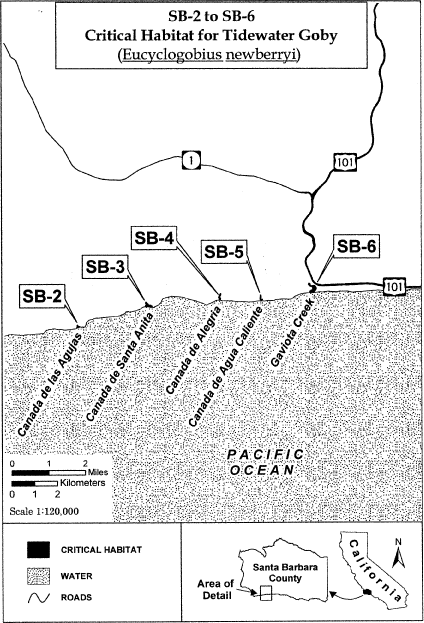 SB-2 to SB-6
Critical Habitat for Tidewater Goby
(Eucyclogobius newberryi)
1
101
SB-4
SB-5
SB-6
SB-3
SB-2
101
Canada de las Agujas
Canada de Santa Anita
Canada de Alegria
Canada de Agua Caliente
Gaviota Creek
PACIFIC
OCEAN
0 1 2
Miles
Kilometers
0 1 2
Scale 1:120,000
CRITICAL HABITAT
WATER
ROADS
Santa Barbara
County
Area of
Detail
California
N